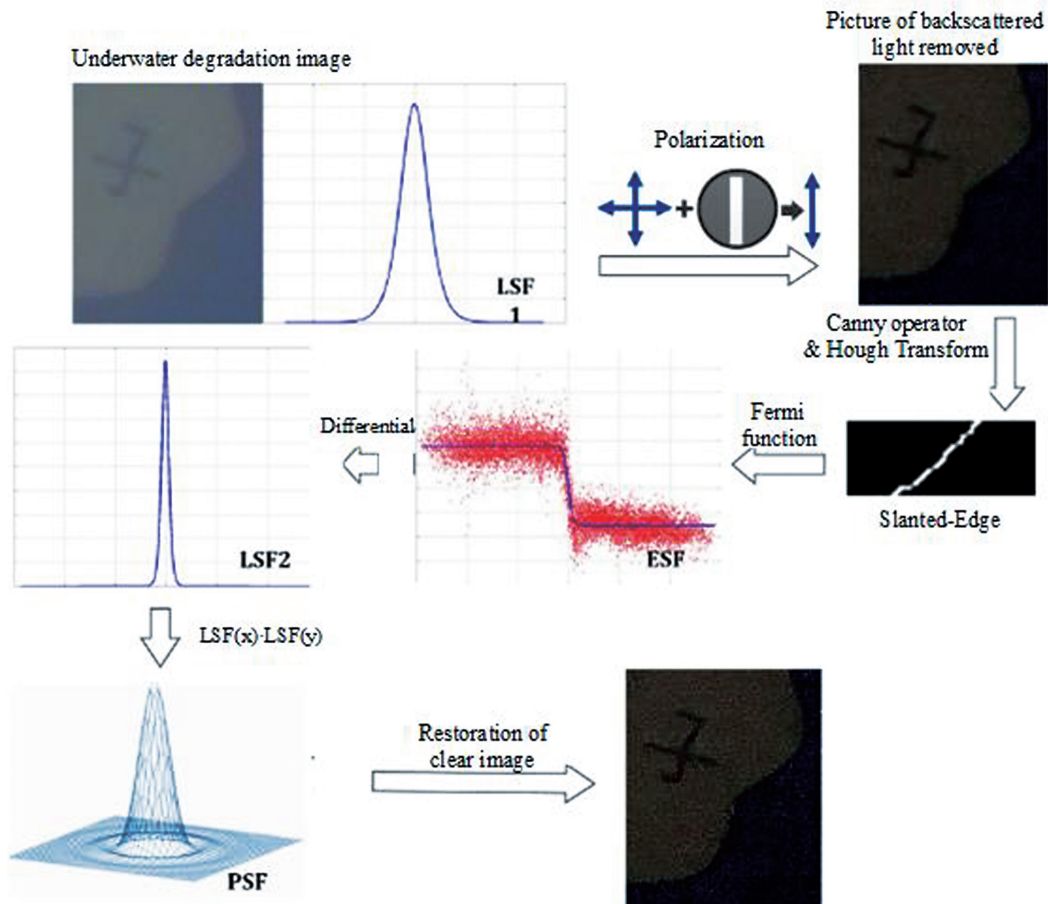 Underwater degradation image
LSF
1
Polarization
Picture of backscattered
light removed
Canny operator
& Hough Transform
Slanted-Edge
Fermi
function
ESF
Differential
LSF2
LSF(x)·LSF(y)
PSF
Restoration of
clear image